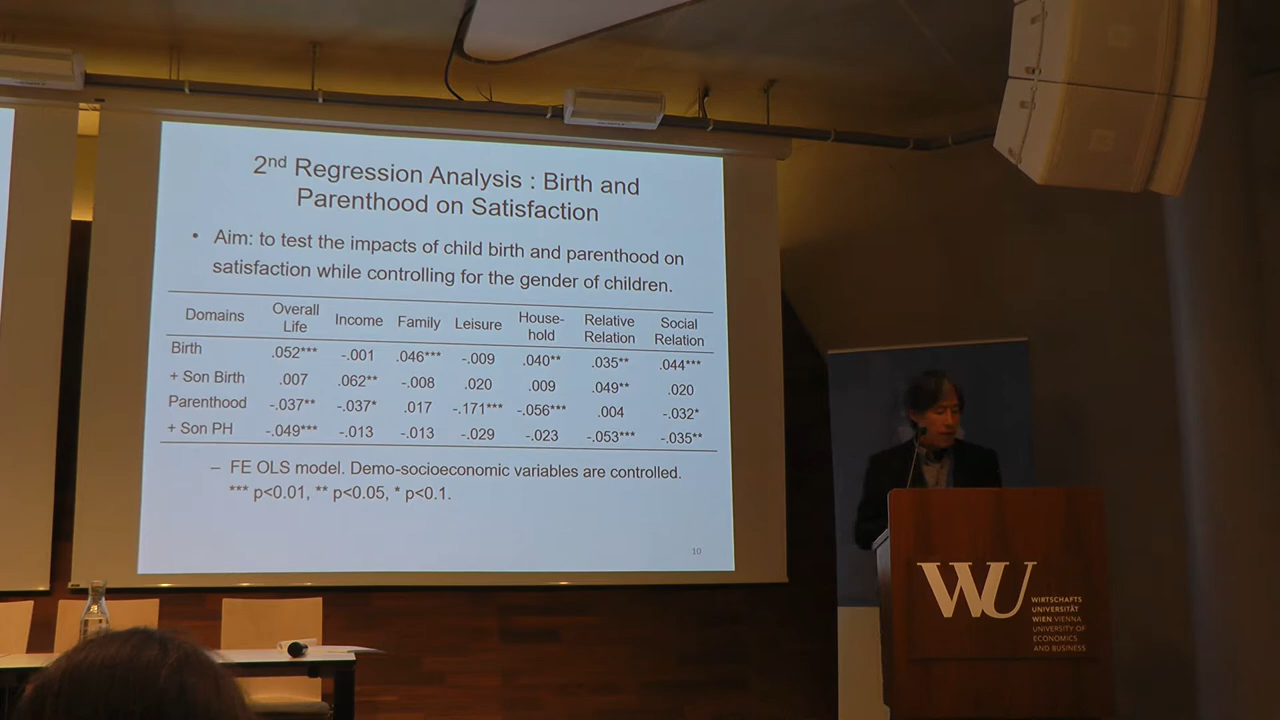 2nd Regression Analysis : Birth and
Parenthood on Satisfaction
• Aim: to test the impacts of child birth and parenthood on
satisfaction while controlling for the gender of children.
Domains Overall Life Income Family Leisure House-hold Relative Relation Social Relation
Birth .052*** -.001 .046*** -.009 .040** .035** .044***
+ Son Birth .007 .062** -.008 .020 .009 .049** .020
Parenthood -.037** -.037* .017 -.171*** -.056*** .004 -.032*
+ Son PH -.049*** -.013 -.013 -.029 -.023 -.053*** -.035**
– FE OLS model. Demo-socioeconomic variables are controlled.
*** p<0.01, ** p<0.05, * p<0.1.
10
WU
WIRTSCHAFTS
UNIVERSITÄT
WIEN VIENNA
UNIVERSITY OF
ECONOMICS
AND BUSINESS